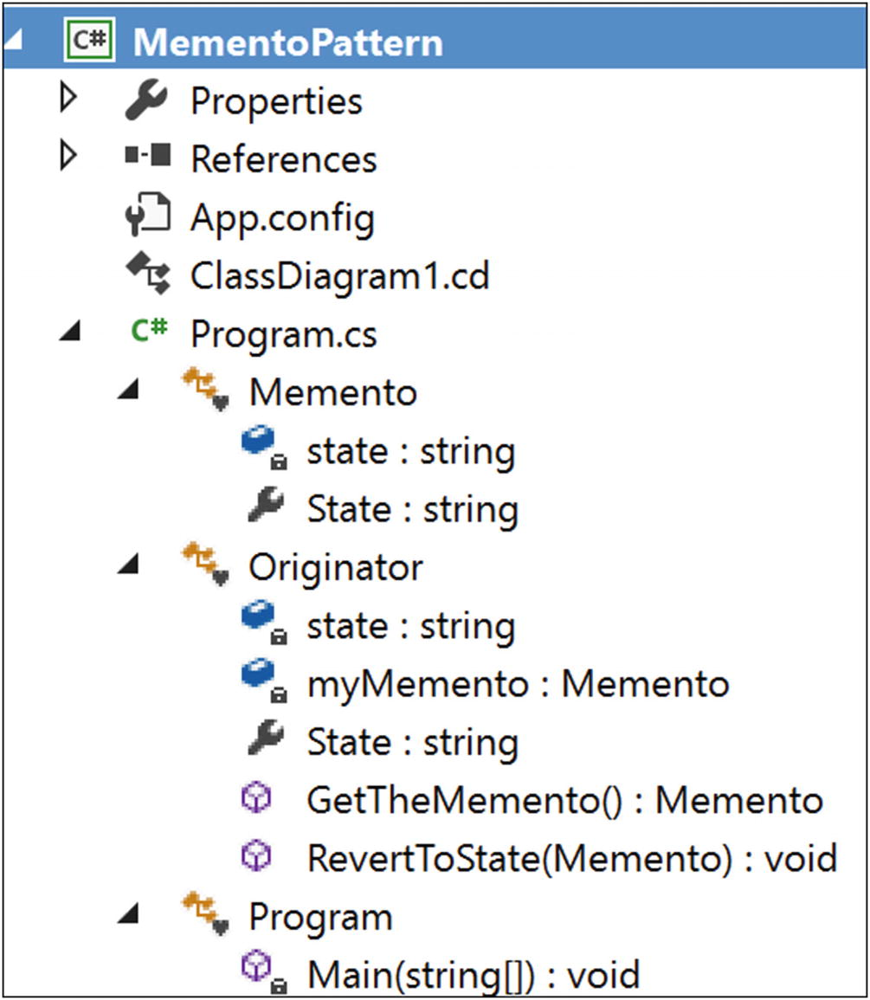 C# MementoPattern
Properties
References
App.config
ClassDiagram1.cd
C# Program.cs
Memento
state : string
State : string
Originator
state : string
myMemento : Memento
State : string
GetTheMemento() : Memento
RevertToState(Memento) : void
Program
Main(string[]) : void